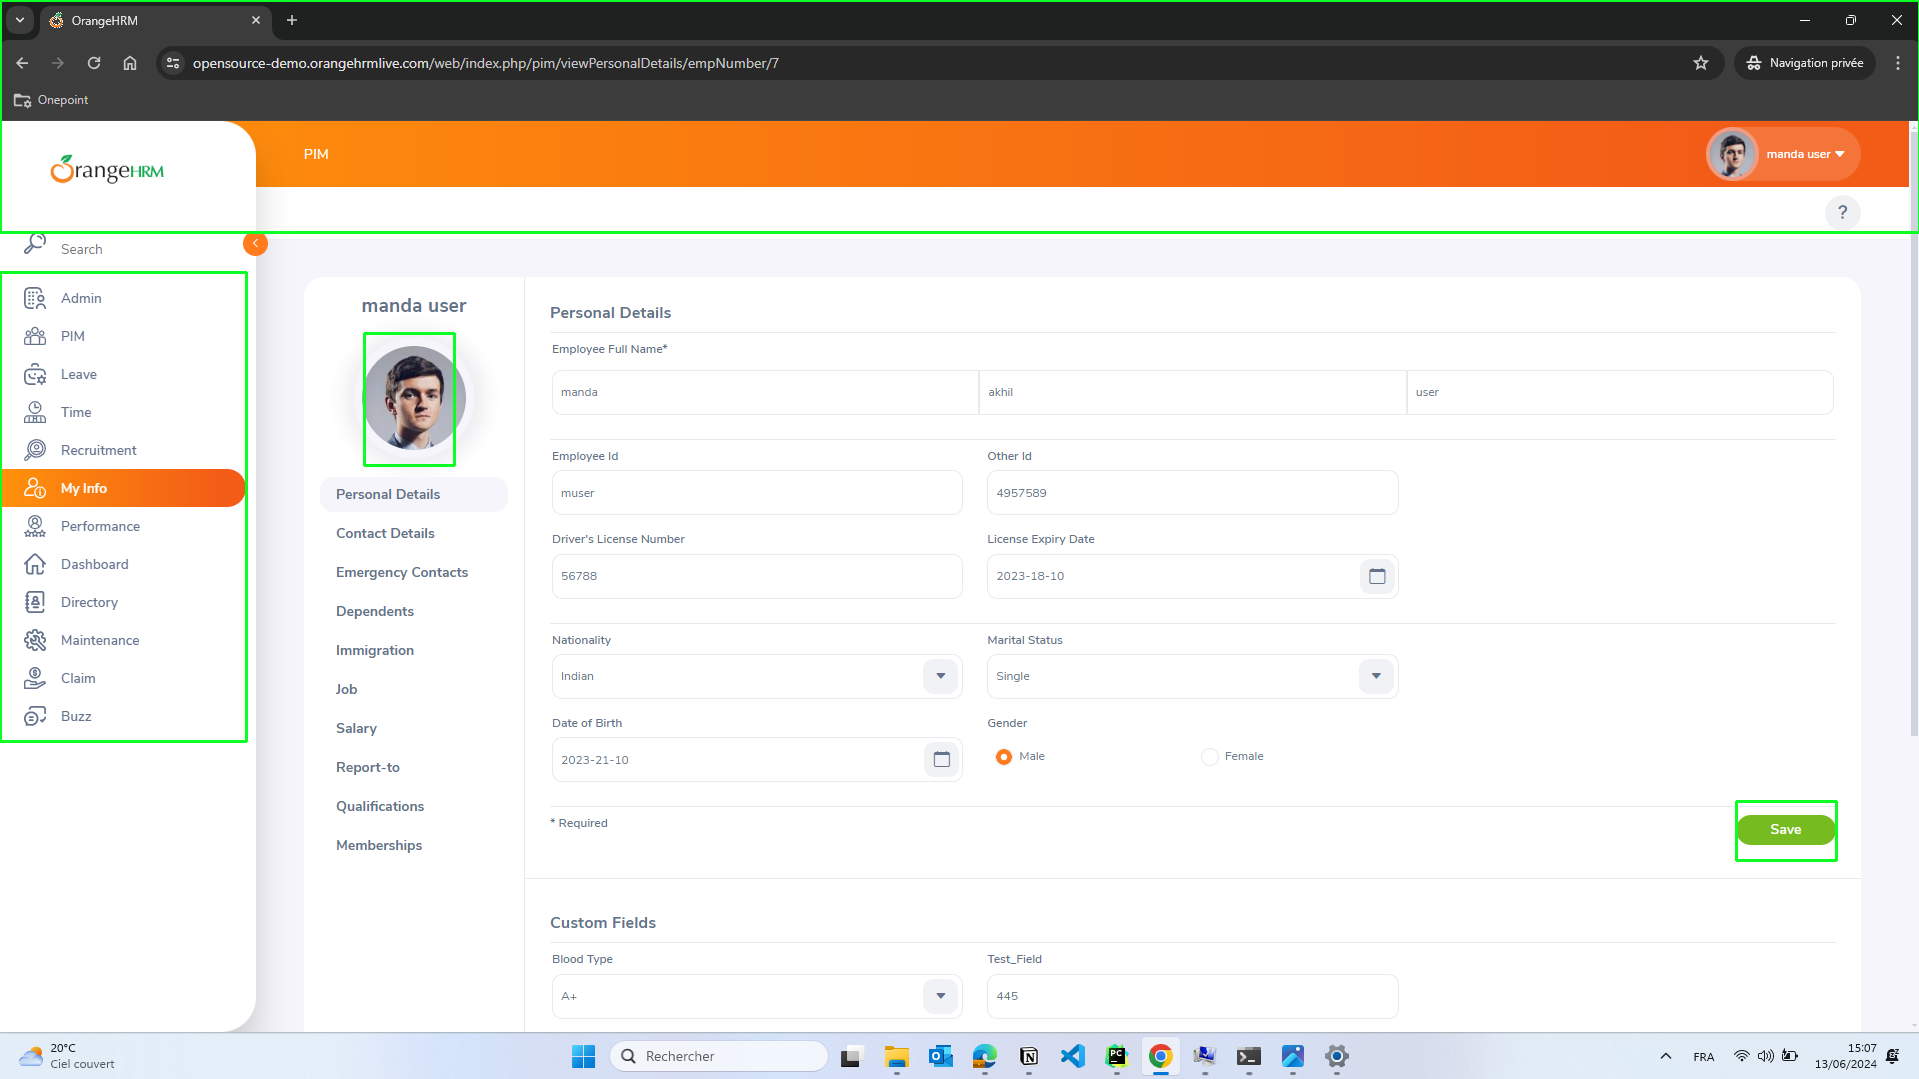 OrangeHRM
opensource-demo.orangehrmlive.com/web/index.php/pim/viewPersonalDetails/empNumber/7
Navigation privée
Onepoint
OrangeHRM
PIM
manda user
?
Search
Admin
PIM
Leave
Time
Recruitment
My Info
Performance
Dashboard
Directory
Maintenance
Claim
Buzz
manda user
Personal Details
Contact Details
Emergency Contacts
Dependents
Immigration
Job
Salary
Report-to
Qualifications
Memberships
Personal Details
Employee Full Name*
manda akhil user
Employee Id Other Id
muser 4957589
Driver's License Number License Expiry Date
56788 2023-18-10
Nationality Marital Status
Indian Single
Date of Birth Gender
2023-21-10 Male Female
* Required
Save
Custom Fields
Blood Type Test_Field
A+ 445
20°C
Ciel couvert
Rechercher
FRA
15:07
13/06/2024